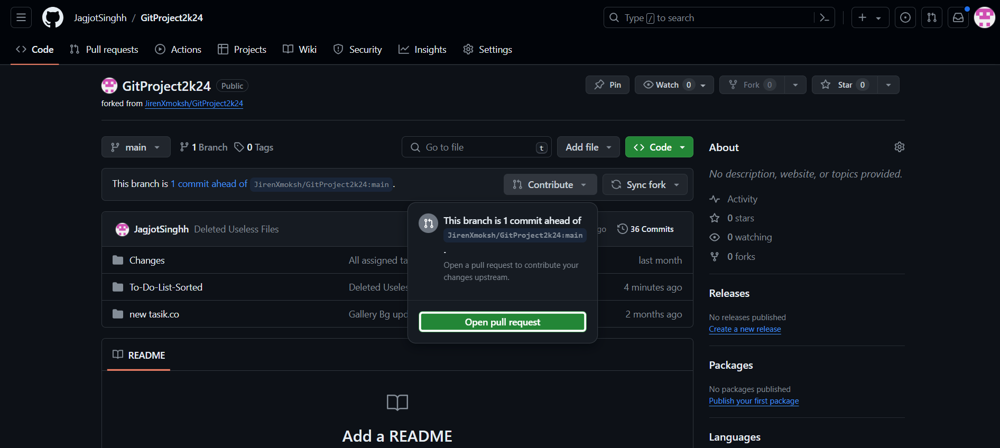 JagjotSinghh / GitProject2k24
Type / to search
Code Pull requests Actions Projects Wiki Security Insights Settings
GitProject2k24 Public
Pin Watch 0 Fork 0 Star 0
forked from JirenXmoksh/GitProject2k24
main 1 Branch 0 Tags Go to file t Add file Code
This branch is 1 commit ahead of JirenXmoksh/GitProject2k24:main .
Contribute Sync fork
This branch is 1 commit ahead of
JirenXmoksh/GitProject2k24:main
.
Open a pull request to contribute your
changes upstream.
Open pull request
JagjotSinghh Deleted Useless Files go 36 Commits
Changes All assigned ta last month
To-Do-List-Sorted Deleted Useles 4 minutes ago
new tasik.co Gallery Bg upd 2 months ago
README
Add a README
About
No description, website, or topics provided.
Activity
0 stars
0 watching
0 forks
Releases
No releases published
Create a new release
Packages
No packages published
Publish your first package
Languages